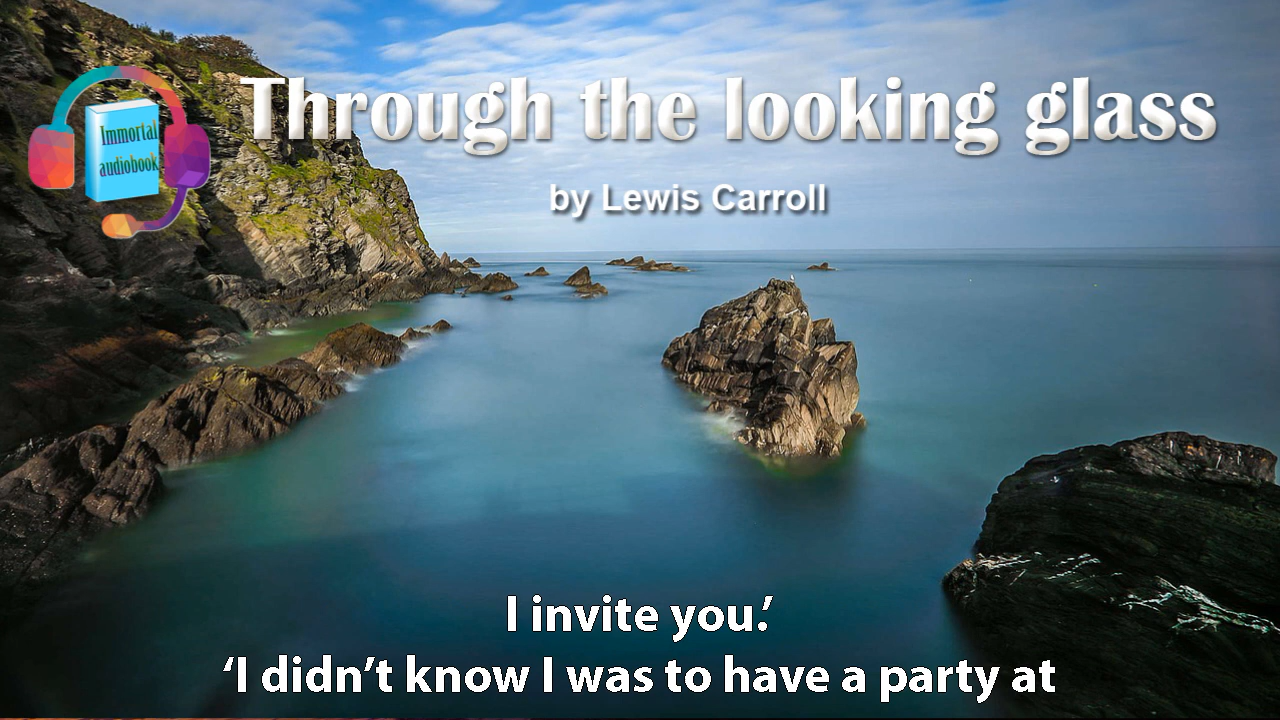 Immortal
audiobook
Through the looking glass
by Lewis Carroll
I invite you.’
‘I didn’t know I was to have a party at